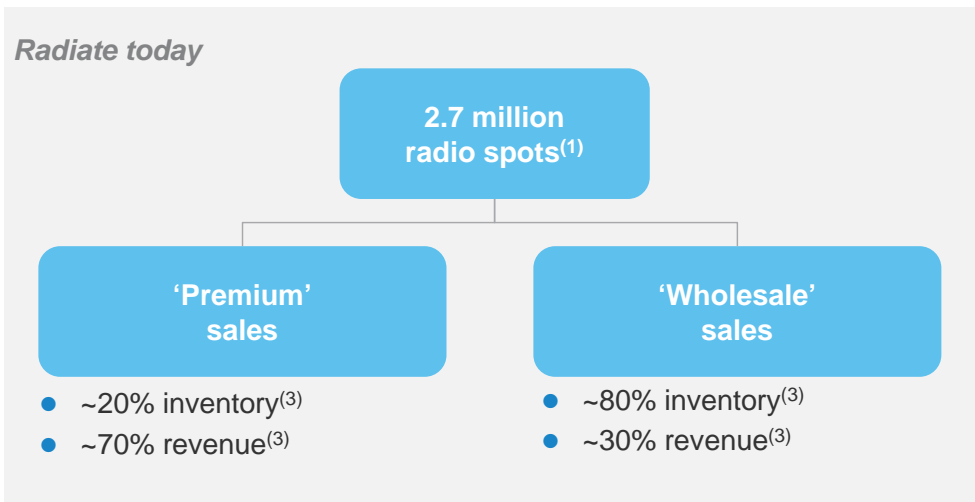 Radiate today
2.7 million
radio spots(1)
‘Premium’
sales
‘Wholesale’
sales
● ~20% inventory(3)
● ~70% revenue(3)
● ~80% inventory(3)
● ~30% revenue(3)